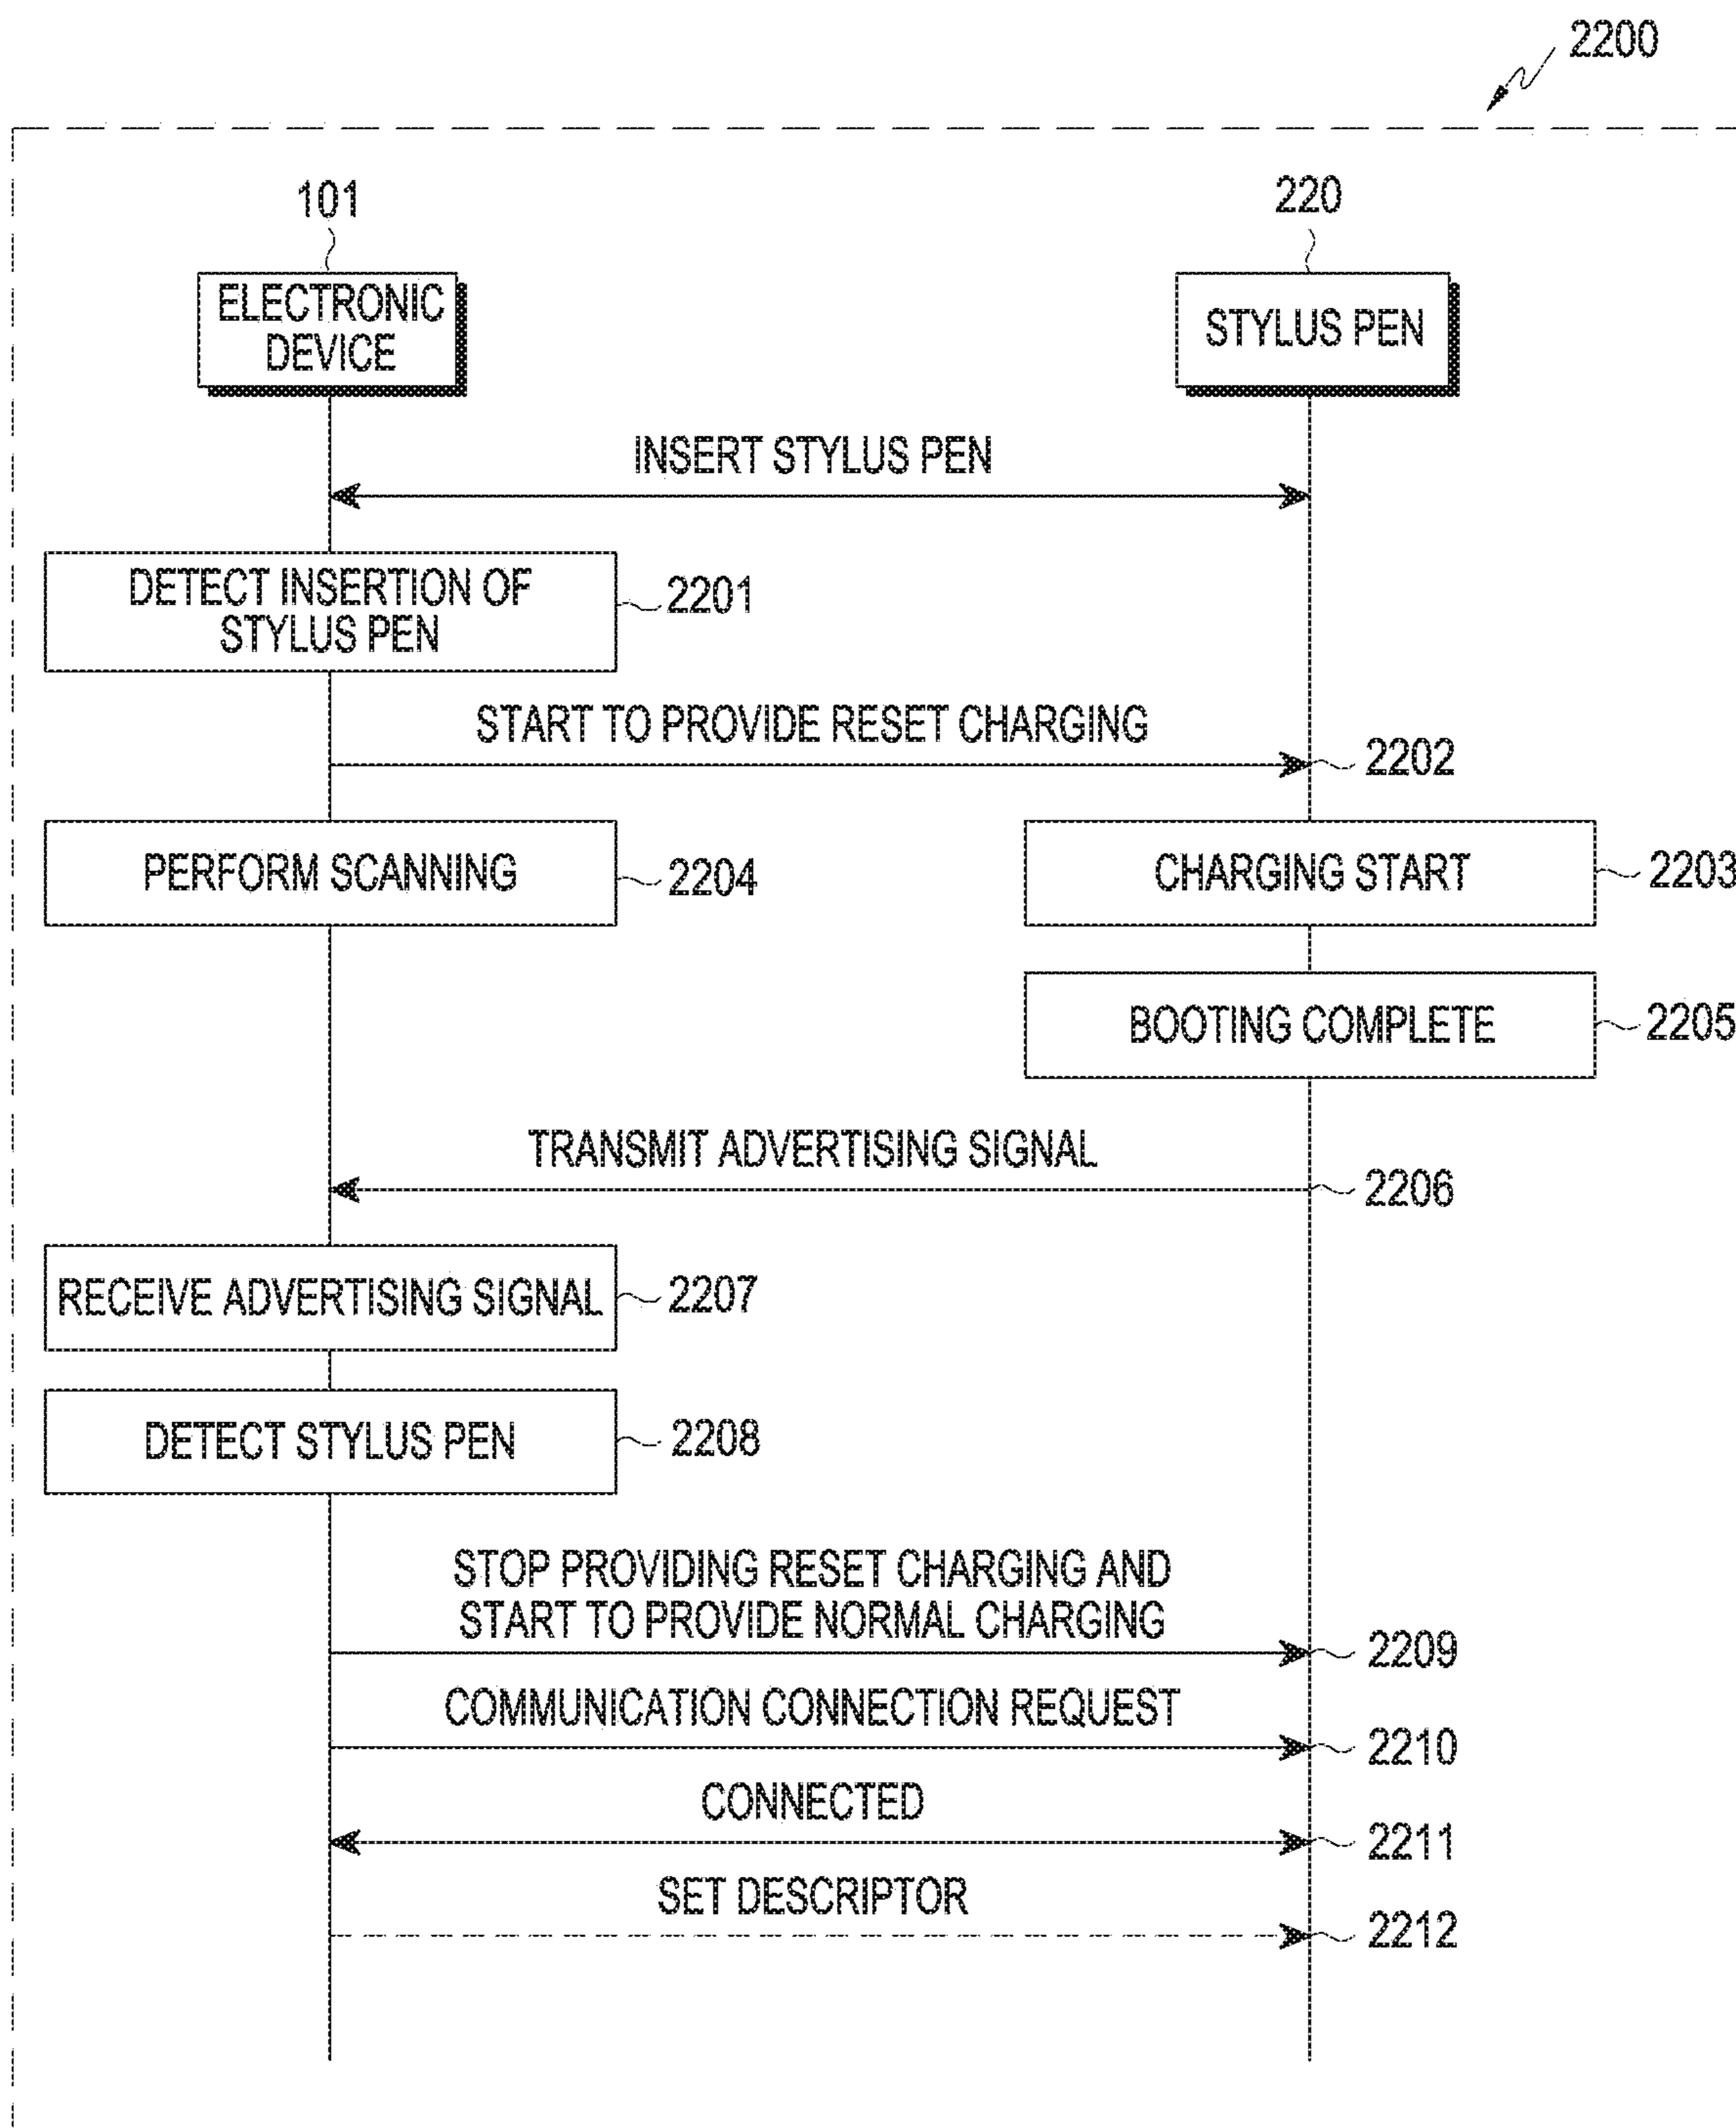 2200
101
220
ELECTRONIC
DEVICE
STYLUS PEN
INSERT STYLUS PEN
DETECT INSERTION OF
STYLUS PEN
2201
START TO PROVIDE RESET CHARGING
2202
PERFORM SCANNING
2204
CHARGING START
2203
BOOTING COMPLETE
2205
TRANSMIT ADVERTISING SIGNAL
2206
RECEIVE ADVERTISING SIGNAL
2207
DETECT STYLUS PEN
2208
STOP PROVIDING RESET CHARGING AND
START TO PROVIDE NORMAL CHARGING
2209
COMMUNICATION CONNECTION REQUEST
2210
CONNECTED
2211
SET DESCRIPTOR
2212